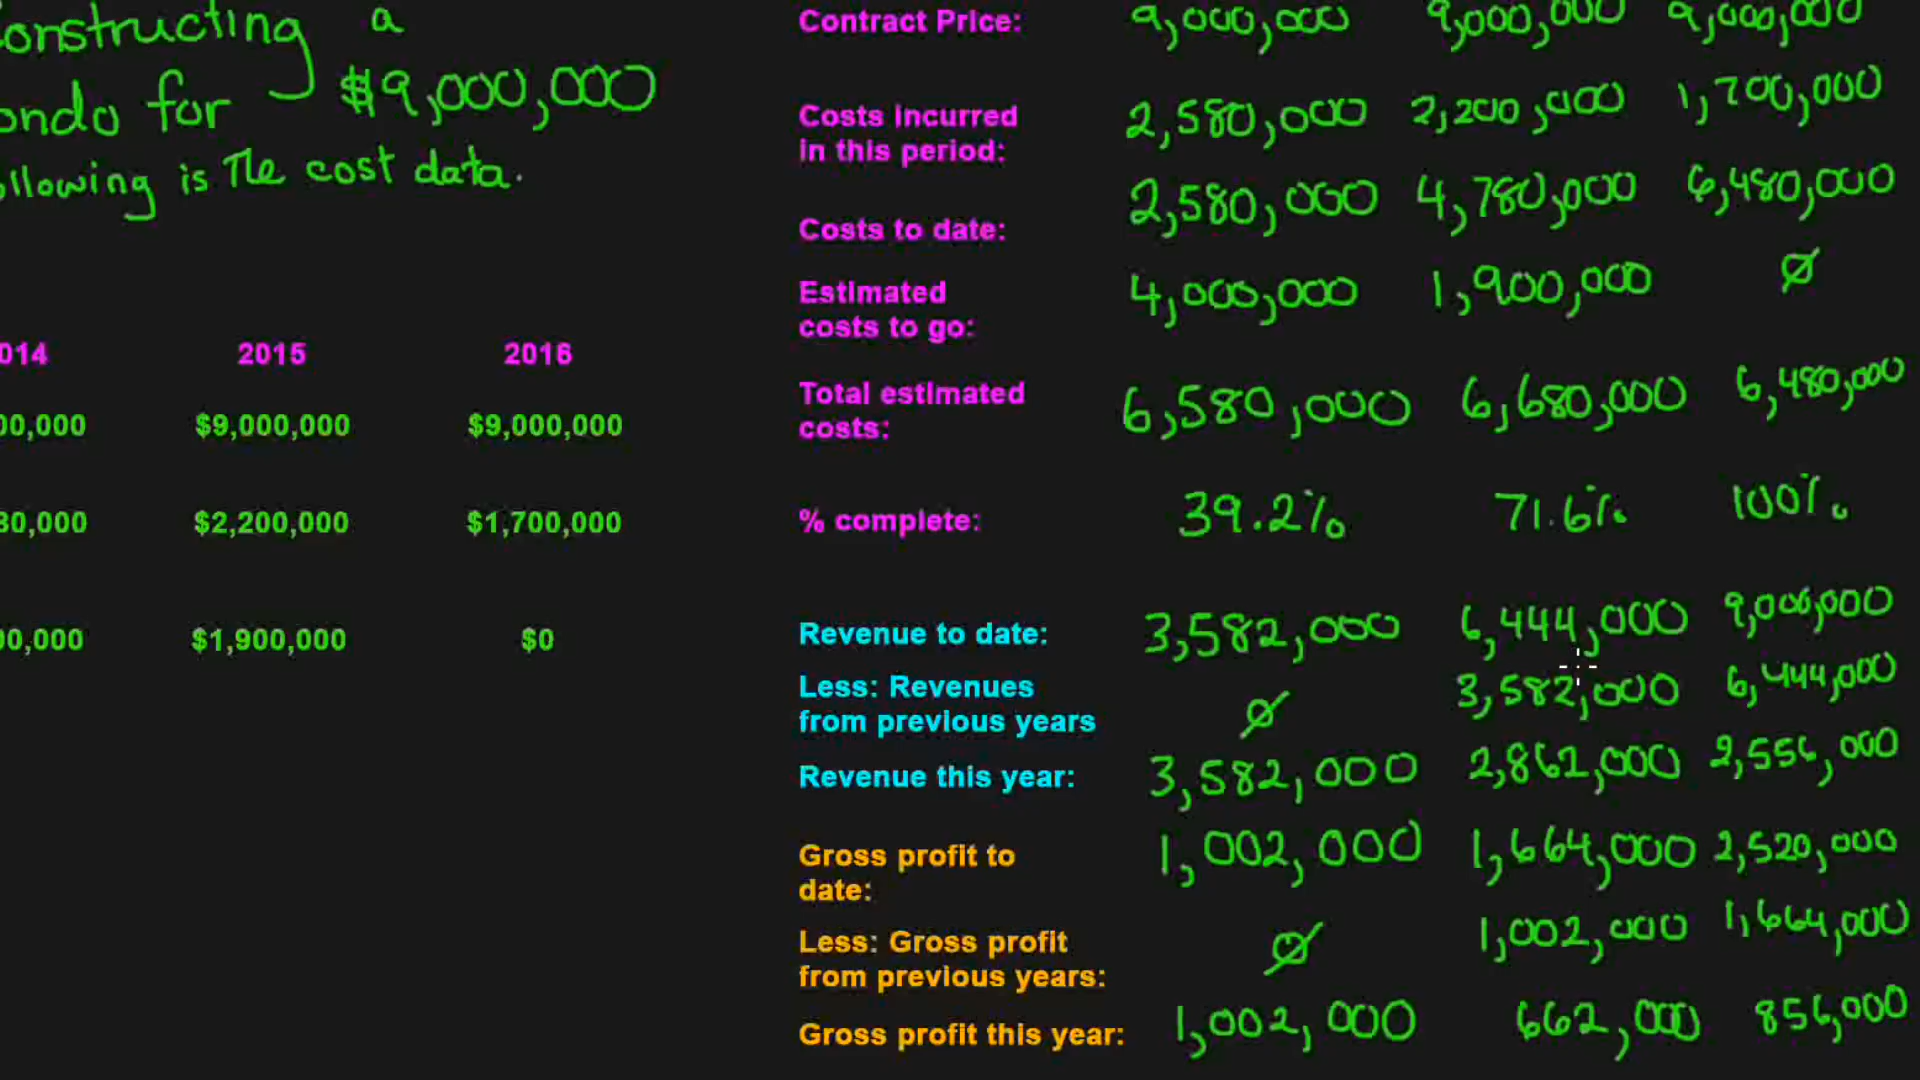 onstructing a
ondo for $9,000,000
ollowing is The cost data.
014 2015 2016
00,000 $9,000,000 $9,000,000
80,000 $2,200,000 $1,700,000
00,000 $1,900,000 $0
Contract Price: 9,000,000 9,000,000 9,000,000
Costs incurred
in this period: 2,580,000 2,200,000 1,700,000
Costs to date: 2,580,000 4,780,000 6,480,000
Estimated
costs to go: 4,000,000 1,900,000 Ø
Total estimated
costs: 6,580,000 6,680,000 6,480,000
% complete: 39.2% 71.6% 100%
Revenue to date: 3,582,000 6,444,000 9,000,000
Less: Revenues
from previous years Ø 3,582,000 6,444,000
Revenue this year: 3,582,000 2,862,000 2,556,000
Gross profit to
date: 1,002,000 1,664,000 2,520,000
Less: Gross profit
from previous years: Ø 1,002,000 1,664,000
Gross profit this year: 1,002,000 662,000 856,000